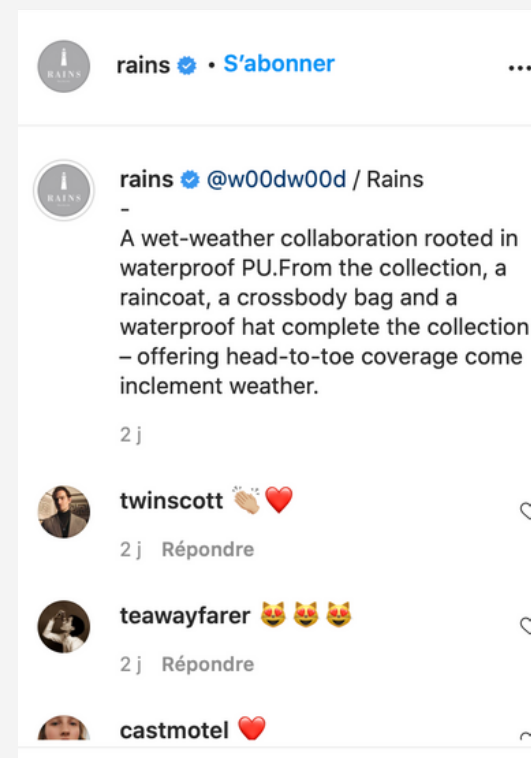 RAINS
rains • S'abonner
RAINS
rains @w00dw00d / Rains
-
A wet-weather collaboration rooted in
waterproof PU.From the collection, a
raincoat, a crossbody bag and a
waterproof hat complete the collection
– offering head-to-toe coverage come
inclement weather.
2 j
twinscott 👏🏼❤️
2 j Répondre
teawayfarer 😻😻😻
2 j Répondre
castmotel ❤️